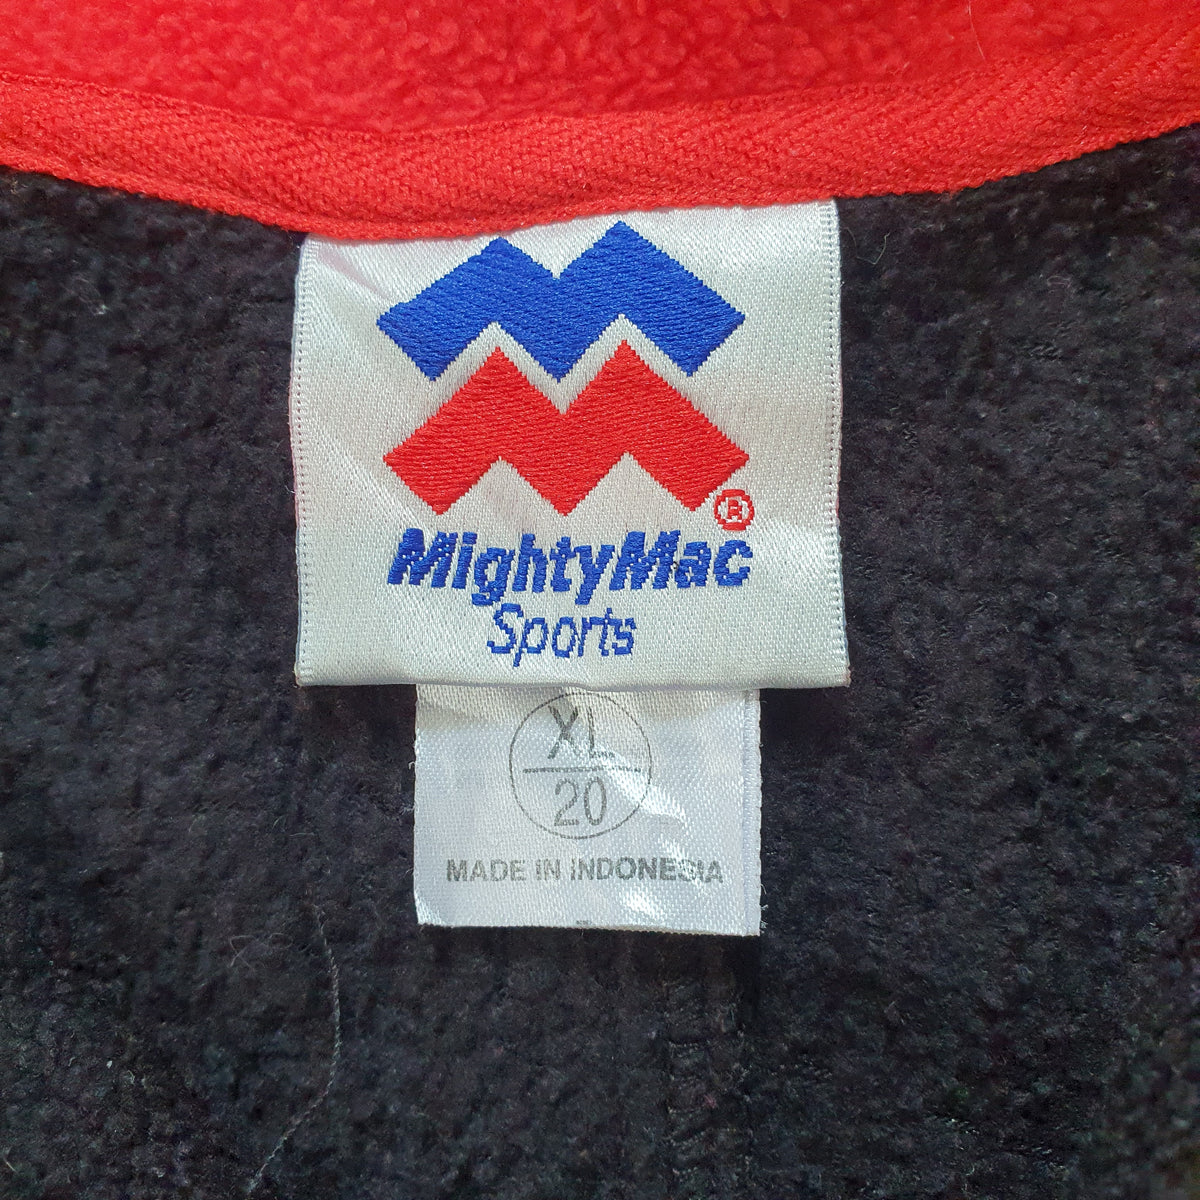 ®
MightyMac
Sports
XL
20
MADE IN INDONESIA